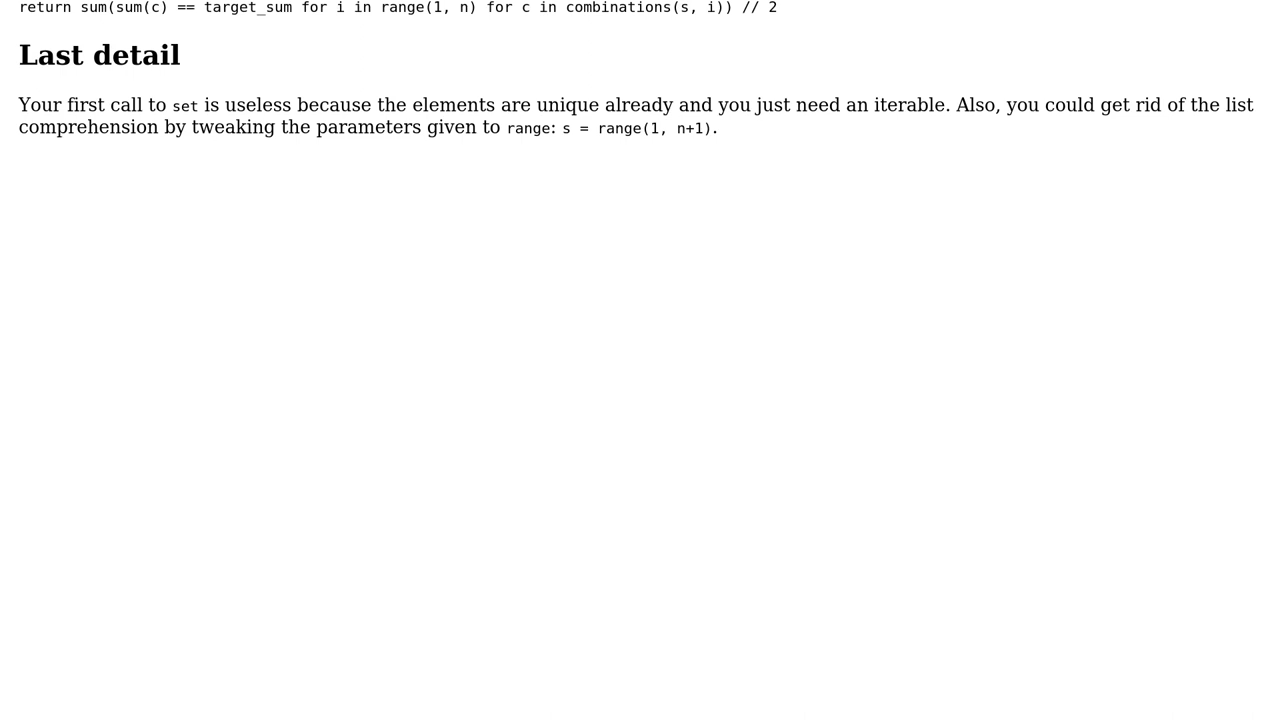 return sum(sum(c) == target_sum for i in range(1, n) for c in combinations(s, i)) // 2
Last detail
Your first call to set is useless because the elements are unique already and you just need an iterable. Also, you could get rid of the list
comprehension by tweaking the parameters given to range: s = range(1, n+1).